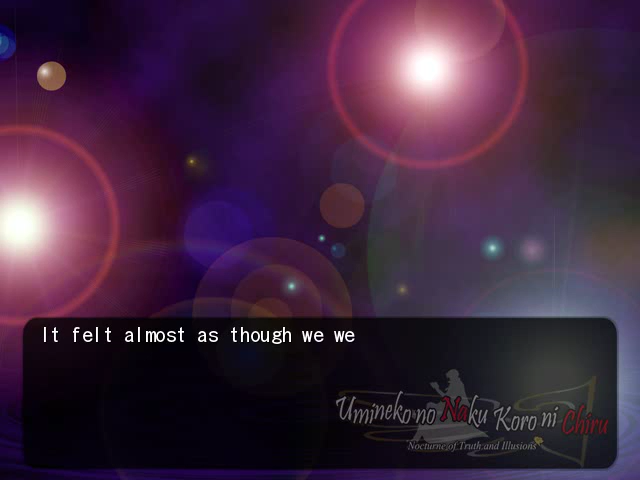 It felt almost as though we we
Umineko no Naku Koro ni Chiru
Nocturne of Truth and Illusions